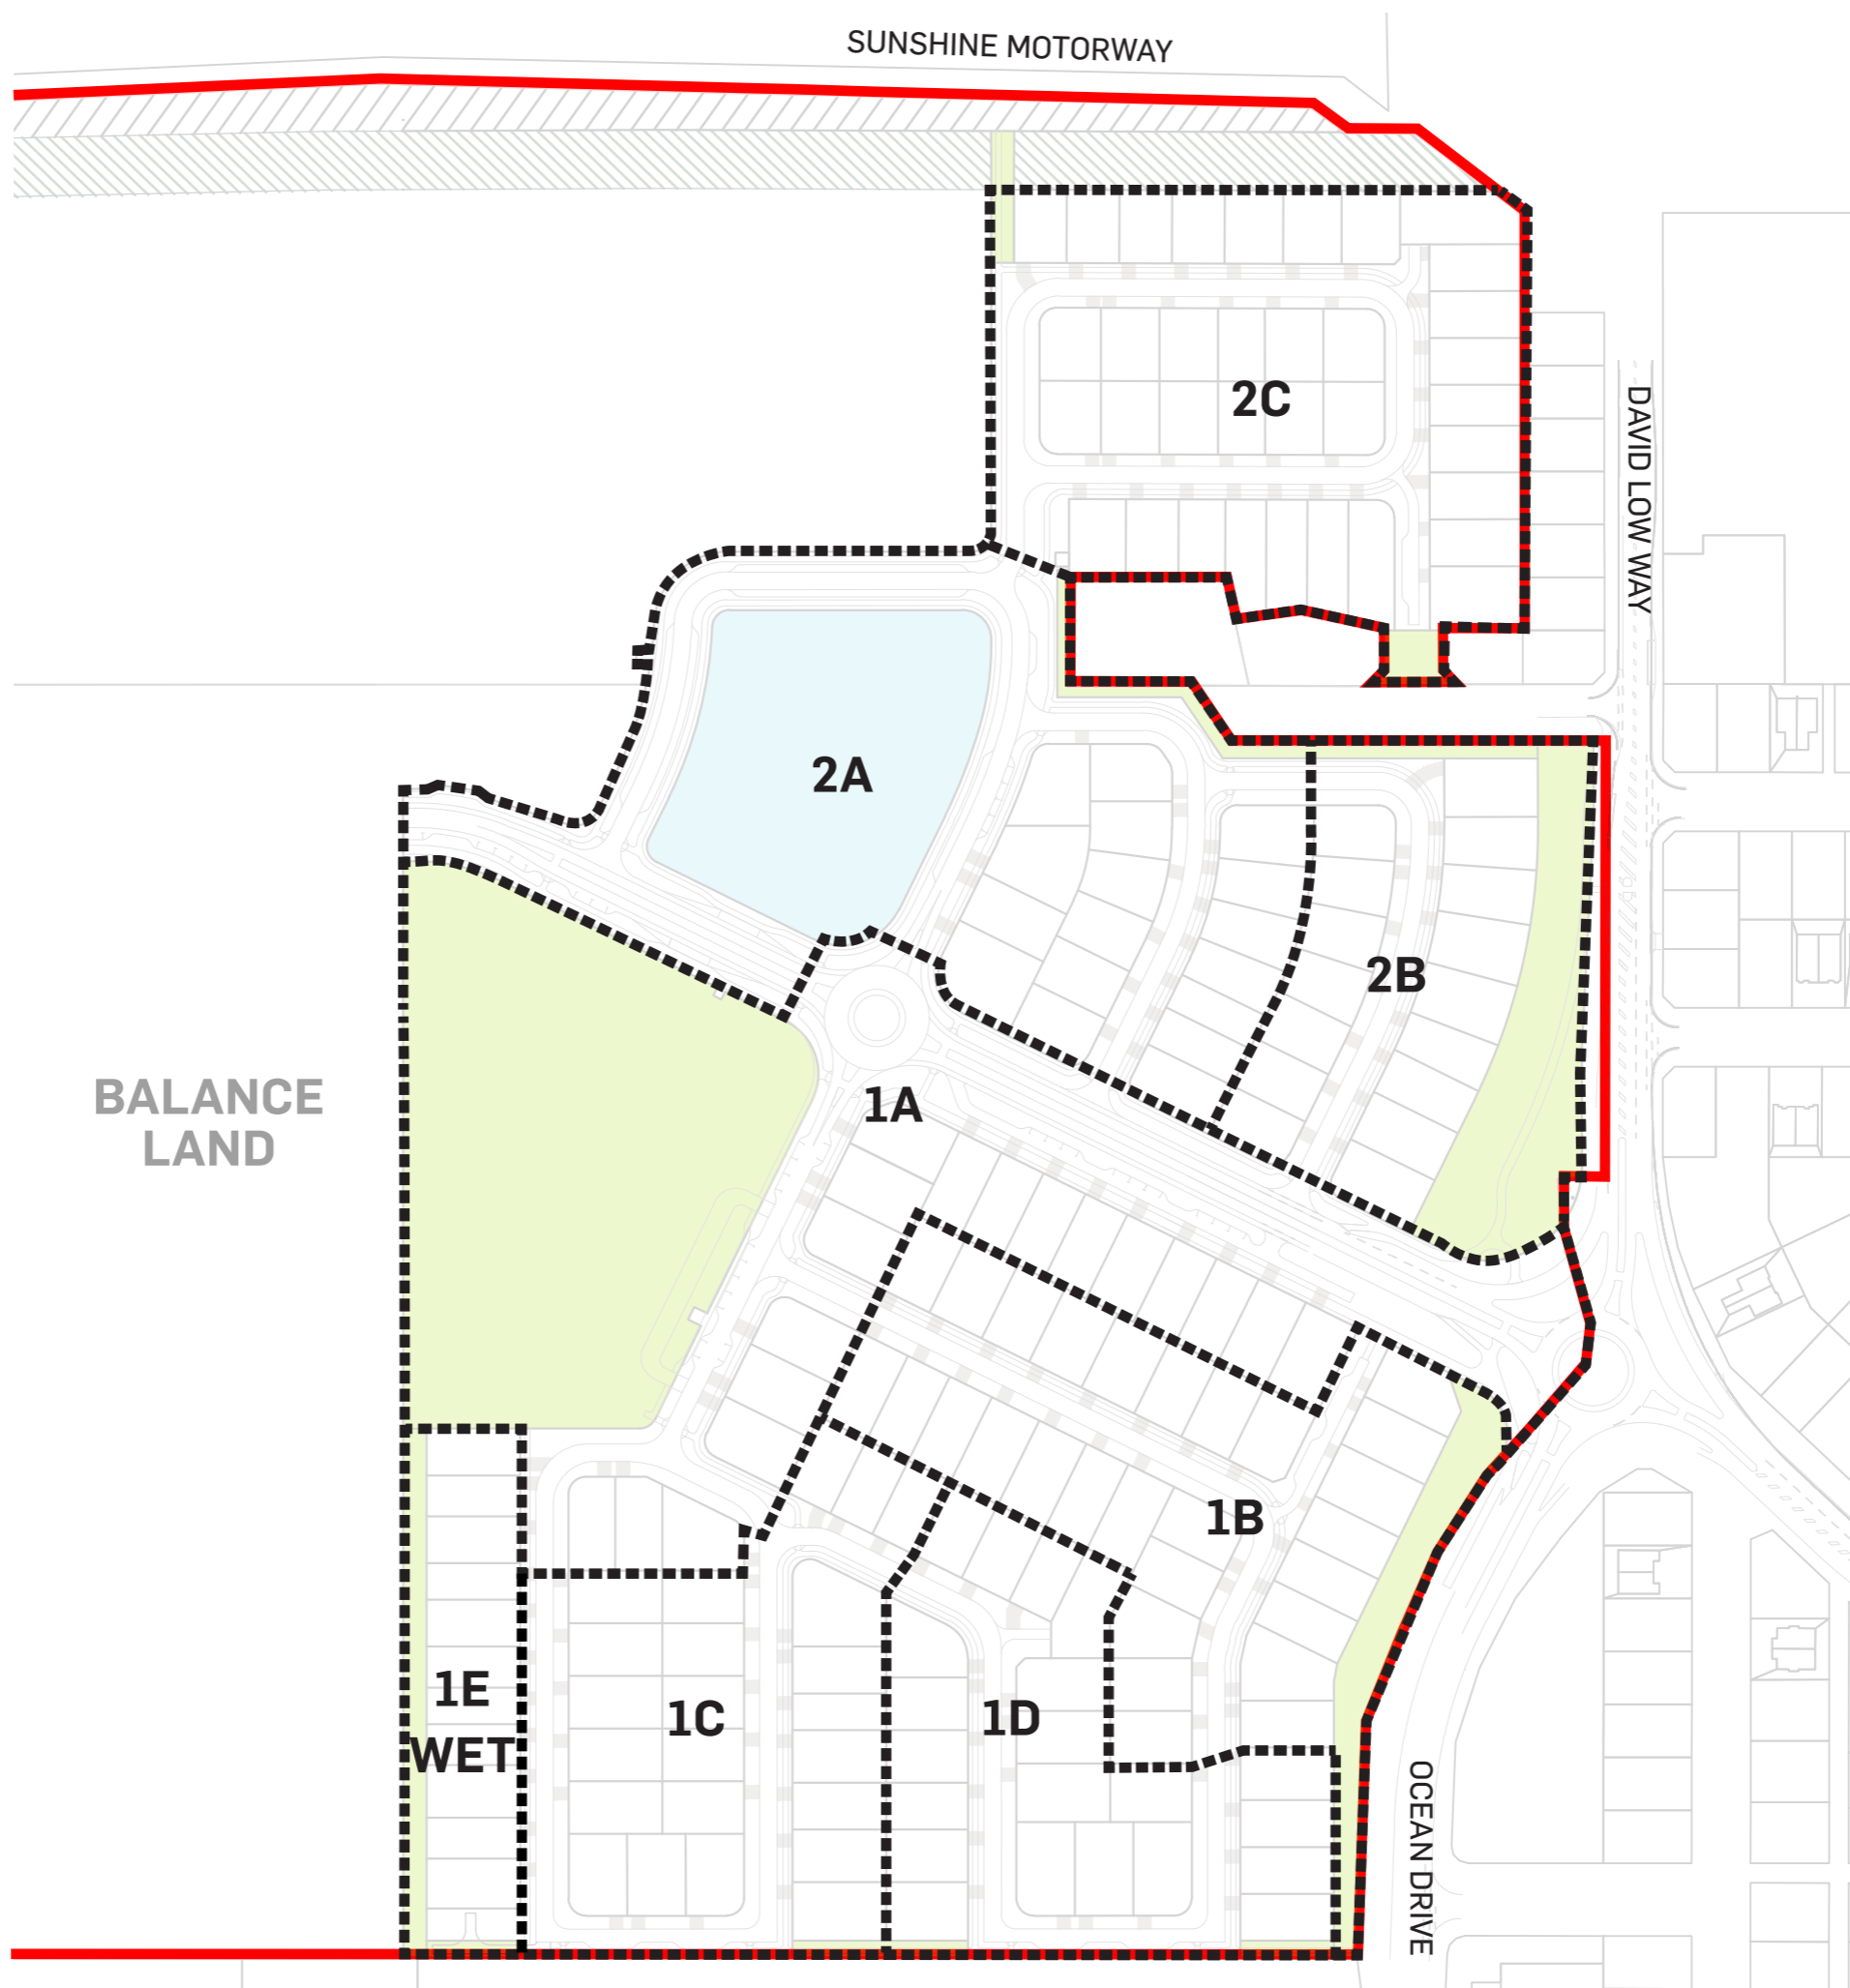 SUNSHINE MOTORWAY
2C
DAVID LOW WAY
2A
2B
BALANCE
LAND
1A
1B
1E
WET
1C
1D
OCEAN DRIVE